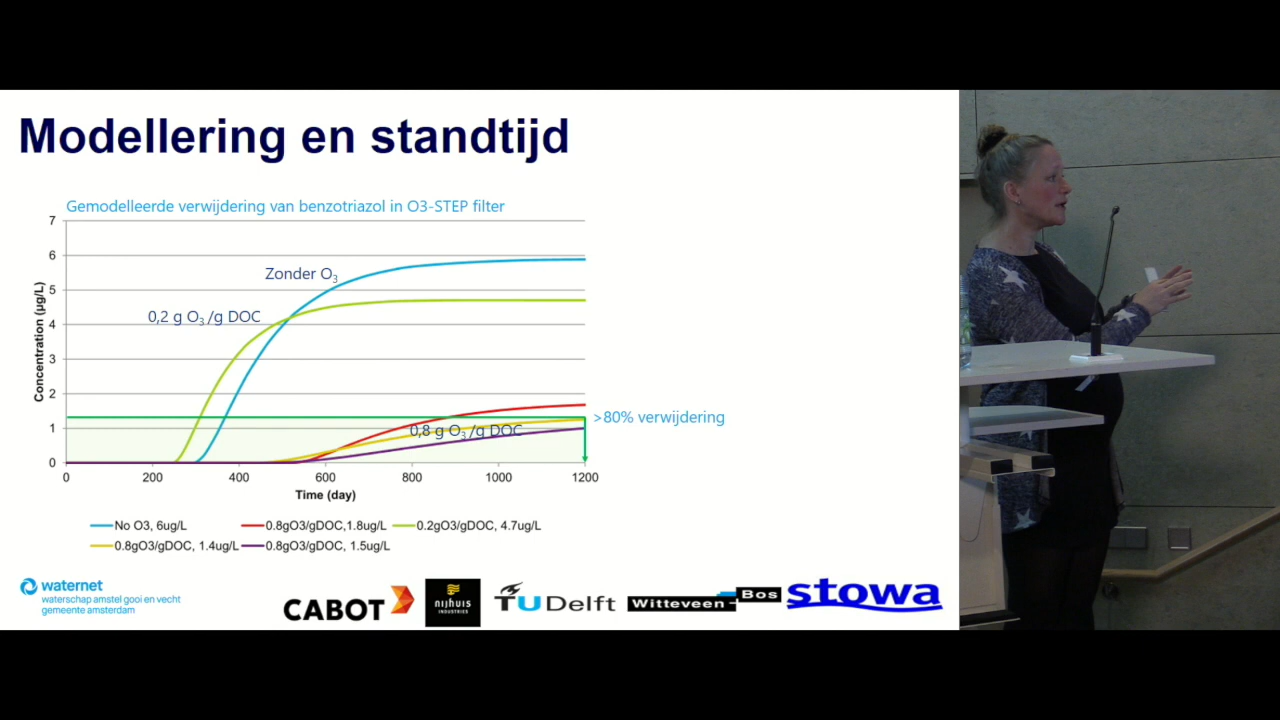 Modellering en standtijd
Gemodelleerde verwijdering van benzotriazol in O3-STEP filter
7
6
5
4
3
2
1
0
Concentration (µg/L)
Zonder O₃
0,2 g O₃ /g DOC
0,8 g O₃ /g DOC
>80% verwijdering
0 200 400 600 800 1000 1200
Time (day)
No O3, 6ug/L 0.8gO3/gDOC,1.8ug/L 0.2gO3/gDOC, 4.7ug/L
0.8gO3/gDOC, 1.4ug/L 0.8gO3/gDOC, 1.5ug/L
waternet
waterschap amstel gooi en vecht
gemeente amsterdam
CABOT
NIJHUIS
INDUSTRIES
TU Delft
Witteveen+Bos
stowa